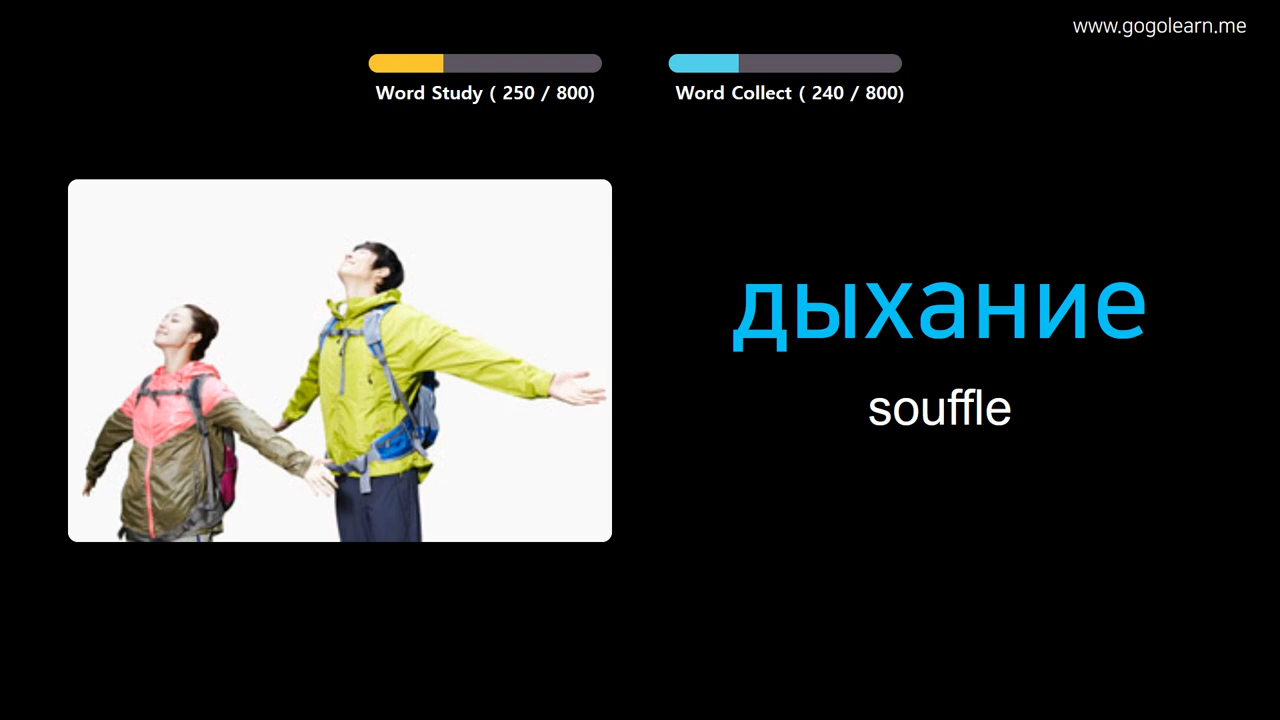 www.gogolearn.me
Word Study ( 250 / 800)
Word Collect ( 240 / 800)
дыхание
souffle